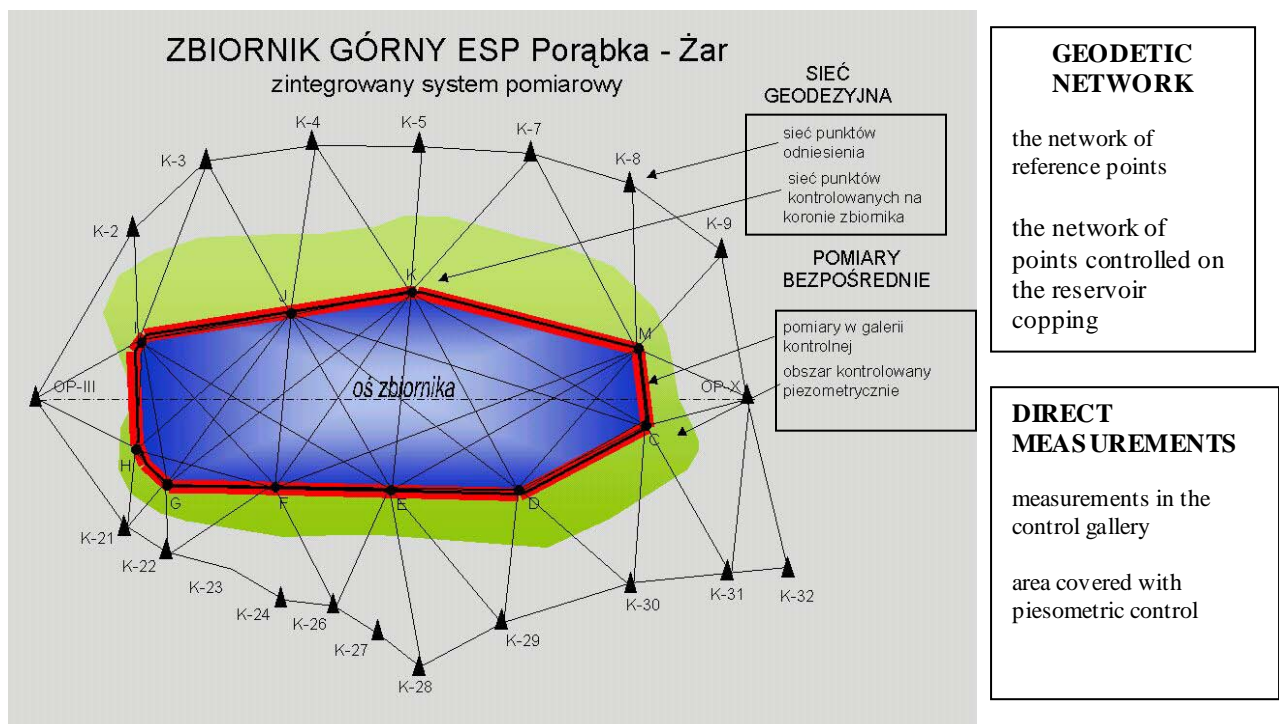 ZBIORNIK GÓRNY ESP Porąbka - Żar
zintegrowany system pomiarowy
SIEĆ
GEODEZYJNA
sieć punktów
odniesienia
sieć punktów
kontrolowanych na
koronie zbiornika
POMIARY
BEZPOŚREDNIE
pomiary w galerii
kontrolnej
obszar kontrolowany
piezometrycznie
K-2
K-3
K-4
K-5
K-7
K-8
K-9
I
J
K
M
OP-III
oś zbiornika
OP-X
C
H
G
F
E
D
K-21
K-22
K-23
K-24
K-26
K-27
K-28
K-29
K-30
K-31
K-32
GEODETIC
NETWORK
the network of
reference points
the network of
points controlled on
the reservoir
copping
DIRECT
MEASUREMENTS
measurements in the
control gallery
area covered with
piesometric control